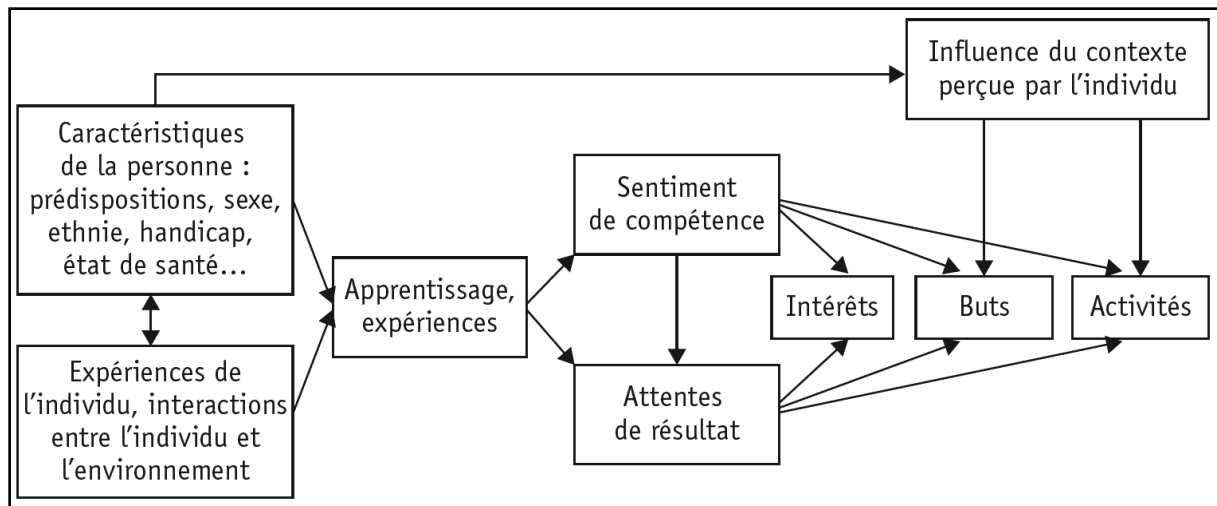 Influence du contexte
perçue par l'individu
Caractéristiques
de la personne :
prédispositions, sexe,
ethnie, handicap,
état de santé...
Sentiment
de compétence
Apprentissage,
expériences
Intérêts
Buts
Activités
Expériences de
l'individu, interactions
entre l'individu et
l'environnement
Attentes
de résultat